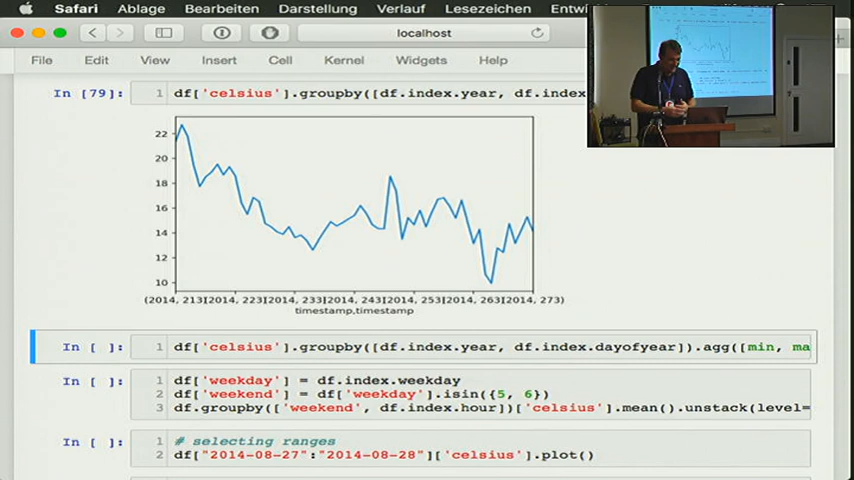 Safari Ablage Bearbeiten Darstellung Verlauf Lesezeichen
localhost
File Edit View Insert Cell Kernel Widgets Help
In [79]: 1 df['celsius'].groupby([df.index.year, df.inde
22
20
18
16
14
12
10
(2014, 213)(2014, 223)(2014, 233)(2014, 243)(2014, 253)(2014, 263)(2014, 273)
timestamp,timestamp
In [ ]: 1 df['celsius'].groupby([df.index.year, df.index.dayofyear]).agg([min, ma
In [ ]: 1 df['weekday'] = df.index.weekday
2 df['weekend'] = df['weekday'].isin({5, 6})
3 df.groupby(['weekend', df.index.hour])['celsius'].mean().unstack(level=
In [ ]: 1 # selecting ranges
2 df["2014-08-27":"2014-08-28"]['celsius'].plot()